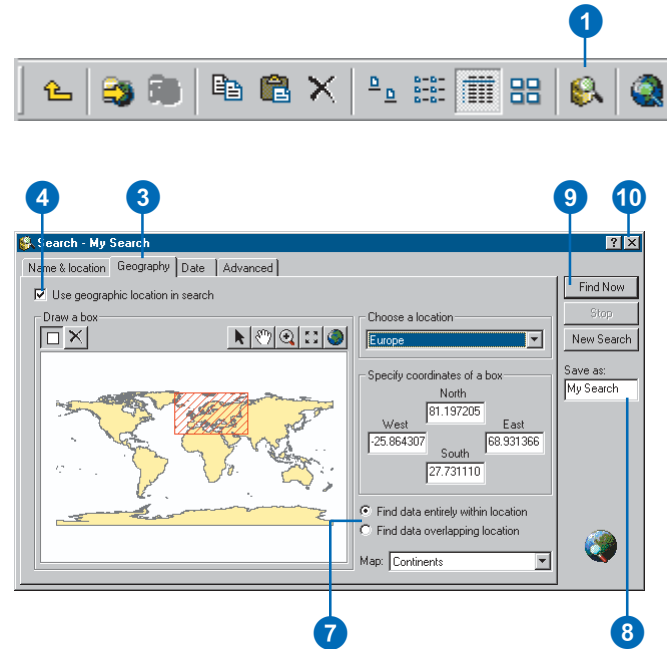 1
4
3
9
10
Search - My Search
Name & location Geography Date Advanced
Find Now
Use geographic location in search
Stop
Draw a box
Choose a location
Europe
New Search
Specify coordinates of a box
Save as:
My Search
North
81.197205
West
East
-25.864307
68.931366
South
27.731110
Find data entirely within location
Find data overlapping location
Map: Continents
7
8